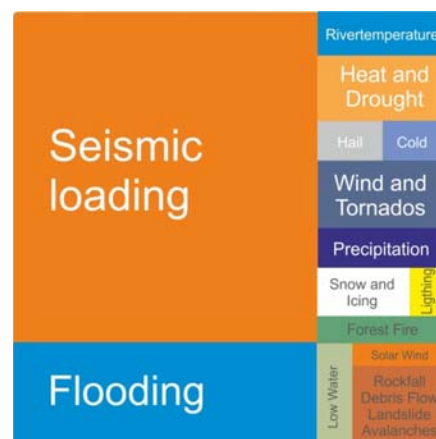 Seismic
loading
Flooding
Rivertemperature
Heat and
Drought
Hail
Cold
Wind and
Tornados
Precipitation
Snow and
Icing
Ligthing
Forest Fire
Low Water
Solar Wind
Rockfall
Debris Flow
Landslide
Avalanches